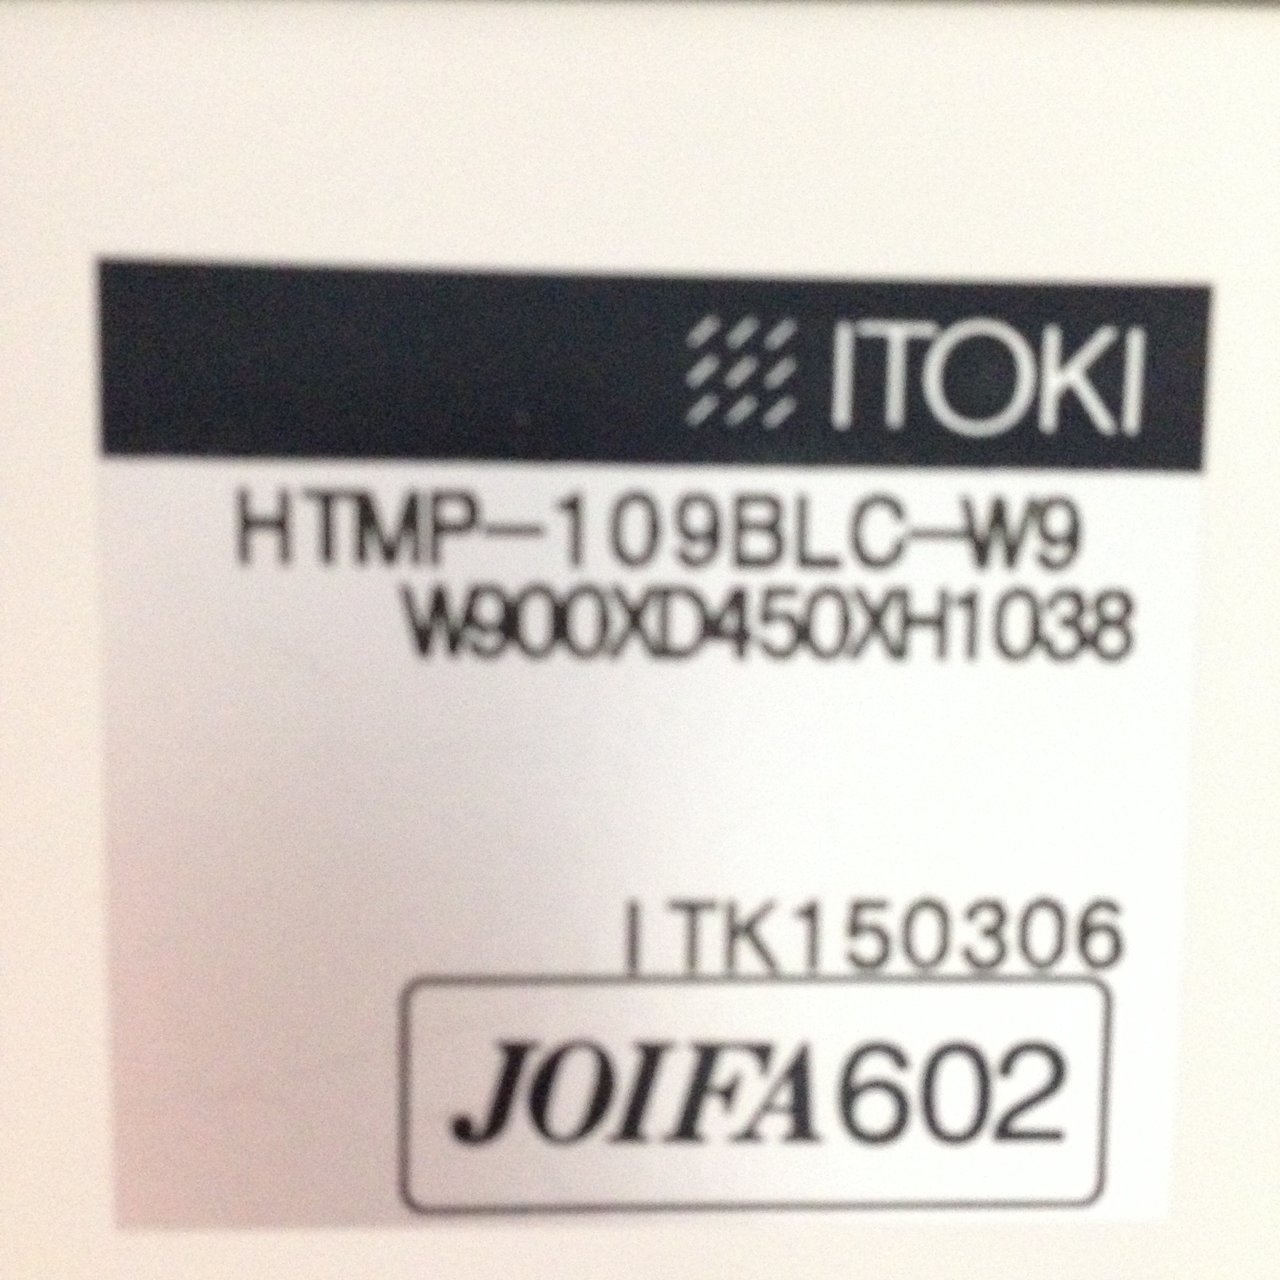 ITOKI
HTMP-109BLC-W9
W900XD450XH1038
ITK150306
JOIFA602